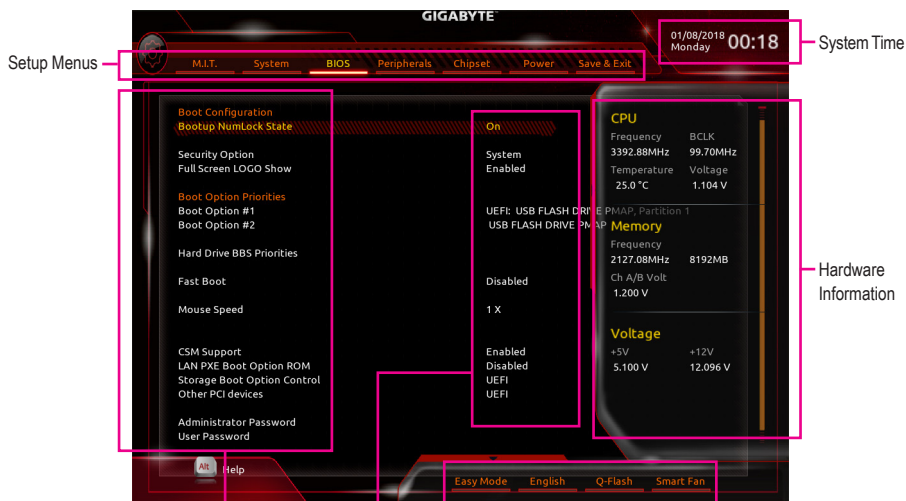 GIGABYTE™
01/08/2018
Monday
00:18
System Time
Setup Menus
M.I.T. System BIOS Peripherals Chipset Power Save & Exit
Boot Configuration
Bootup NumLock State On
Security Option System
Full Screen LOGO Show Enabled
Boot Option Priorities
Boot Option #1 UEFI: USB FLASH DRIVE PMAP, Partition 1
Boot Option #2 USB FLASH DRIVE PMAP
Hard Drive BBS Priorities
Fast Boot Disabled
Mouse Speed 1 X
CSM Support Enabled
LAN PXE Boot Option ROM Disabled
Storage Boot Option Control UEFI
Other PCI devices UEFI
Administrator Password
User Password
CPU
Frequency BCLK
3392.88MHz 99.70MHz
Temperature Voltage
25.0 °C 1.104 V
Memory
Frequency
2127.08MHz 8192MB
Ch A/B Volt
1.200 V
Voltage
+5V +12V
5.100 V 12.096 V
Hardware
Information
Alt Help
Easy Mode English Q-Flash Smart Fan